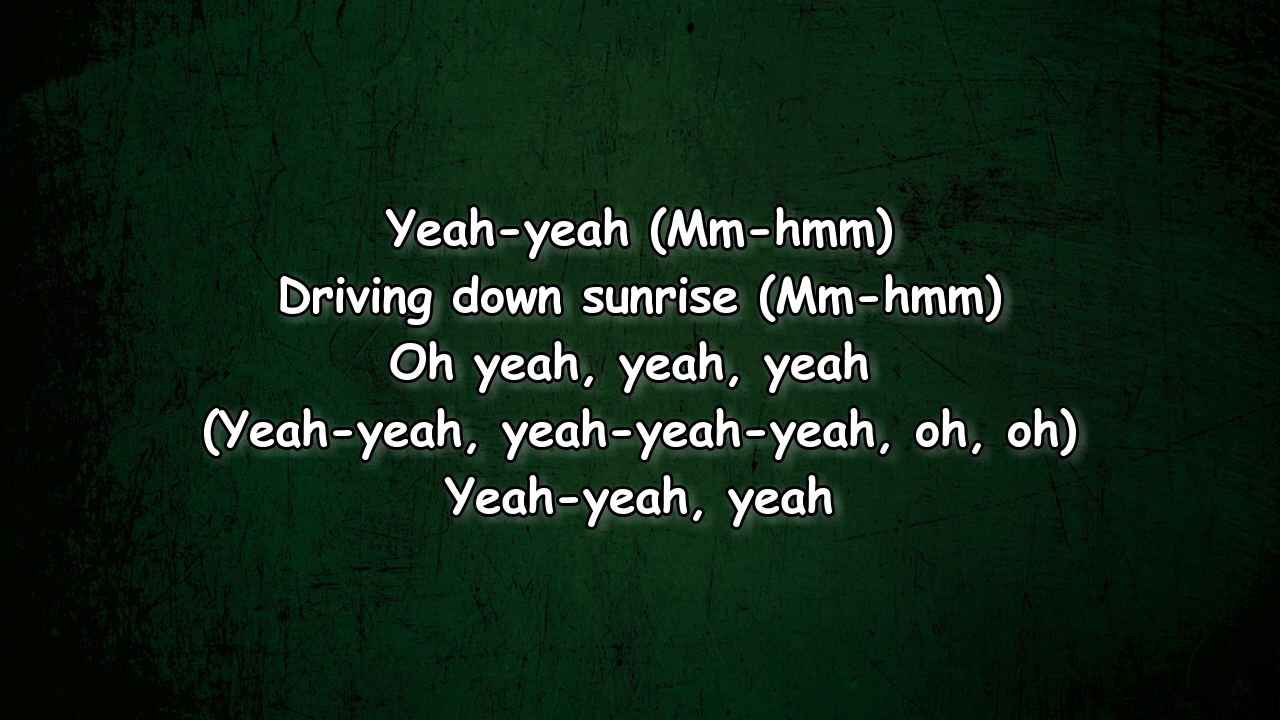 Yeah-yeah (Mm-hmm)
Driving down sunrise (Mm-hmm)
Oh yeah, yeah, yeah
(Yeah-yeah, yeah-yeah-yeah, oh, oh)
Yeah-yeah, yeah